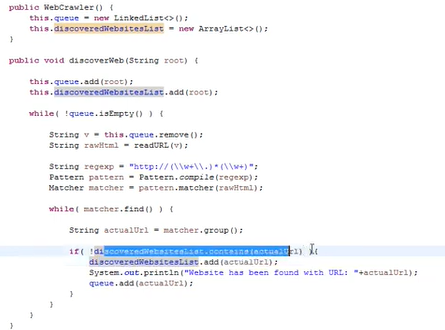 public WebCrawler() {
this.queue = new LinkedList<>();
this.discoveredWebsitesList = new ArrayList<>();
}
public void discoverWeb(String root) {
this.queue.add(root);
this.discoveredWebsitesList.add(root);
while( !queue.isEmpty() ) {
String v = this.queue.remove();
String rawHtml = readURL(v);
String regexp = "http://(\\w+\\.)*(\\w+)";
Pattern pattern = Pattern.compile(regexp);
Matcher matcher = pattern.matcher(rawHtml);
while( matcher.find() ) {
String actualUrl = matcher.group();
if( !discoveredWebsitesList.contains(actualUrl) ) {
discoveredWebsitesList.add(actualUrl);
System.out.println("Website has been found with URL: "+actualUrl);
queue.add(actualUrl);
}
}
}
}